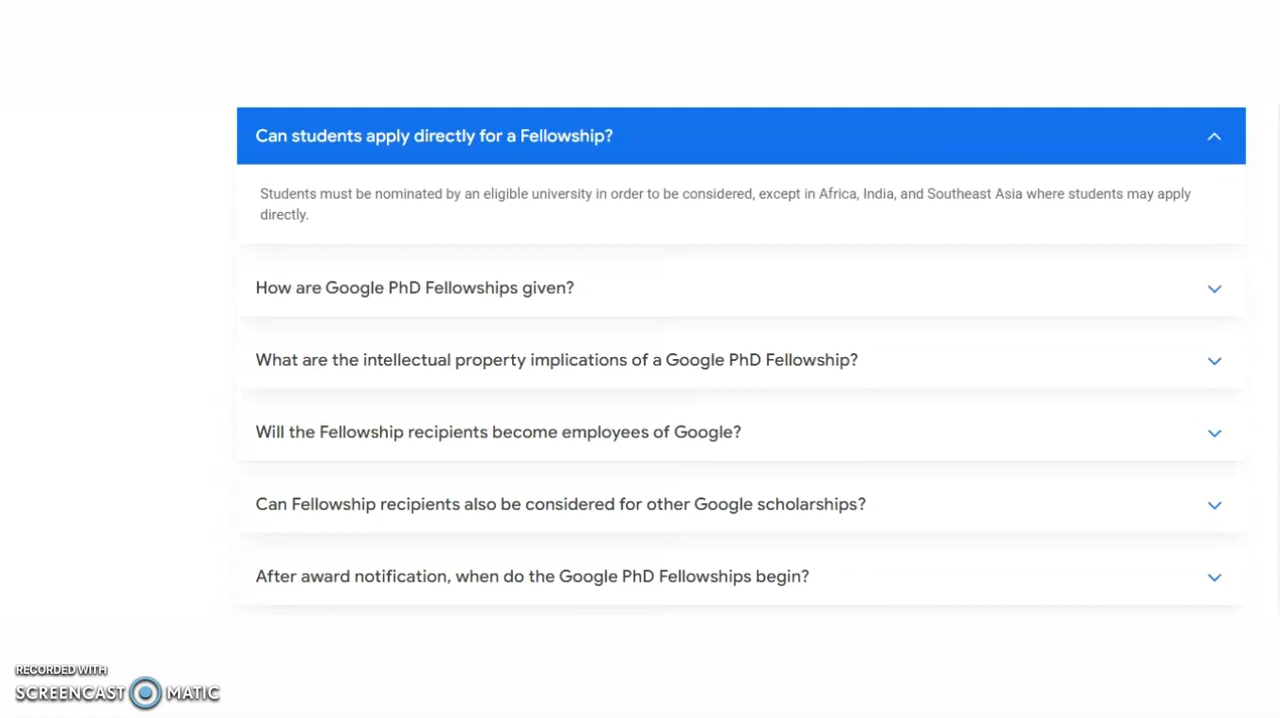 Can students apply directly for a Fellowship?
Students must be nominated by an eligible university in order to be considered, except in Africa, India, and Southeast Asia where students may apply
directly.
How are Google PhD Fellowships given?
What are the intellectual property implications of a Google PhD Fellowship?
Will the Fellowship recipients become employees of Google?
Can Fellowship recipients also be considered for other Google scholarships?
After award notification, when do the Google PhD Fellowships begin?
RECORDED WITH
SCREENCAST MATIC